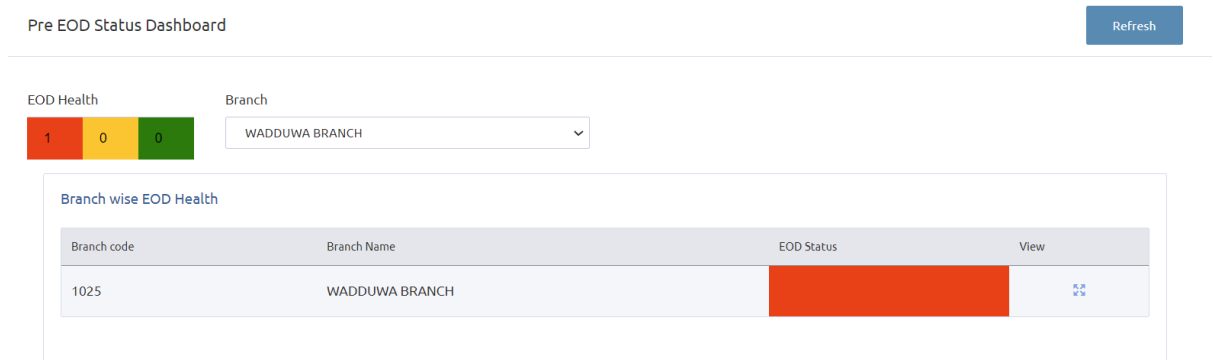 Pre EOD Status Dashboard
Refresh
EOD Health
Branch
1 0 0
WADDUWA BRANCH
Branch wise EOD Health
Branch code Branch Name EOD Status View
1025 WADDUWA BRANCH